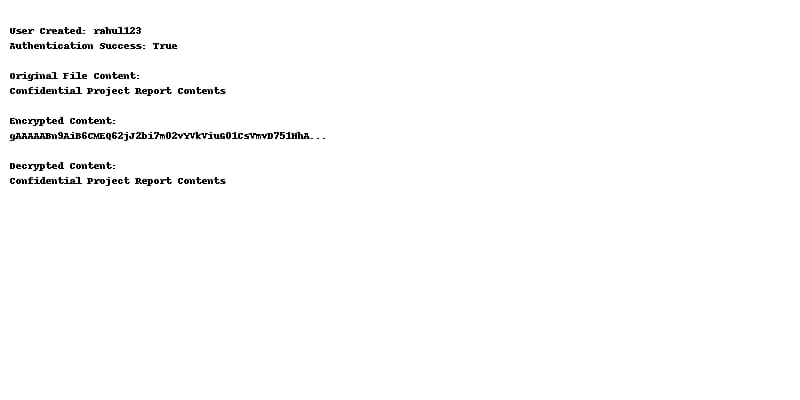 User Created: rahul123
Authentication Success: True
Original File Content:
Confidential Project Report Contents
Encrypted Content:
gAAAAABn9AiB6CMEQ62jJ2bi7mO2vYVkViuGO1CsVmvD751HhA...
Decrypted Content:
Confidential Project Report Contents